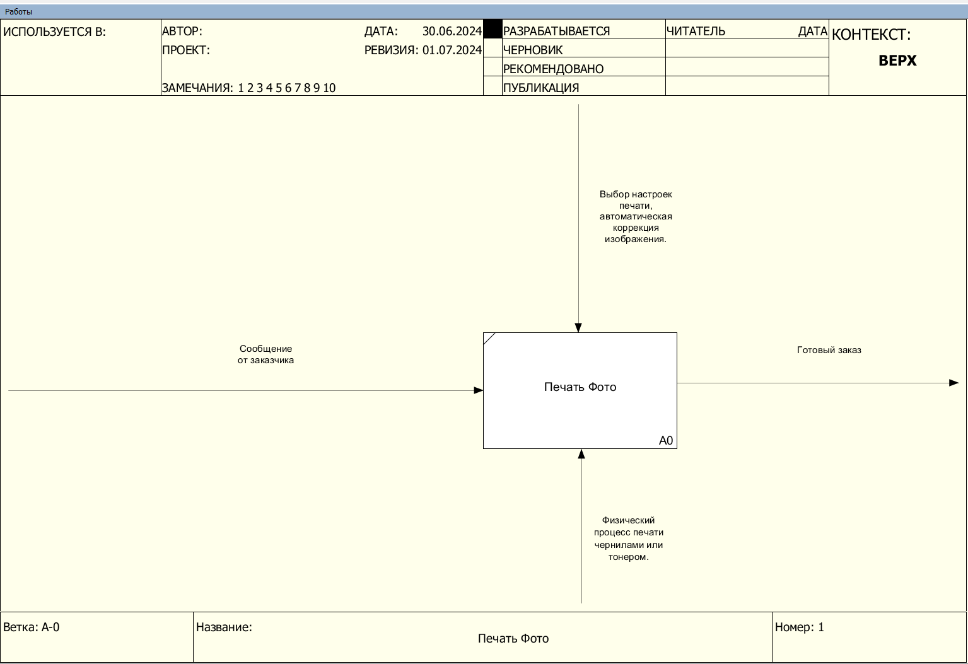 Работы
ИСПОЛЬЗУЕТСЯ В:
АВТОР:
ДАТА: 30.06.2024
РАЗРАБАТЫВАЕТСЯ
ЧИТАТЕЛЬ
ДАТА
КОНТЕКСТ:
ПРОЕКТ:
РЕВИЗИЯ: 01.07.2024
ЧЕРНОВИК
ВЕРХ
РЕКОМЕНДОВАНО
ЗАМЕЧАНИЯ: 1 2 3 4 5 6 7 8 9 10
ПУБЛИКАЦИЯ
Выбор настроек
печати,
автоматическая
коррекция
изображения.
Сообщение
от заказчика
Готовый заказ
Печать Фото
A0
Физический
процесс печати
чернилами или
тонером.
Ветка: A-0
Название:
Печать Фото
Номер: 1